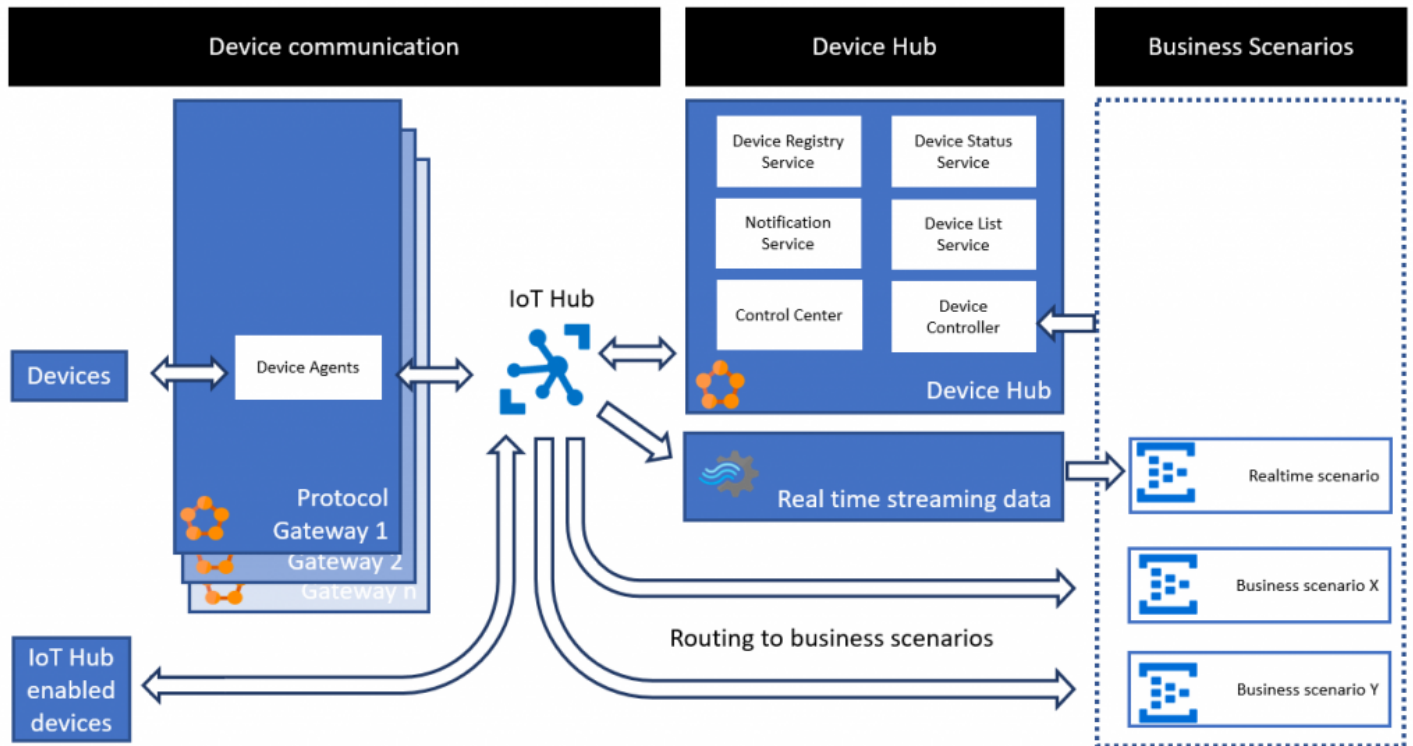 Device communication
Device Hub
Business Scenarios
Device Registry
Service
Device Status
Service
Notification
Service
Device List
Service
Control Center
Device
Controller
Device Hub
IoT Hub
Devices
Device Agents
Protocol
Gateway 1
Gateway 2
Gateway n
Real time streaming data
Realtime scenario
Business scenario X
Routing to business scenarios
Business scenario Y
IoT Hub
enabled
devices